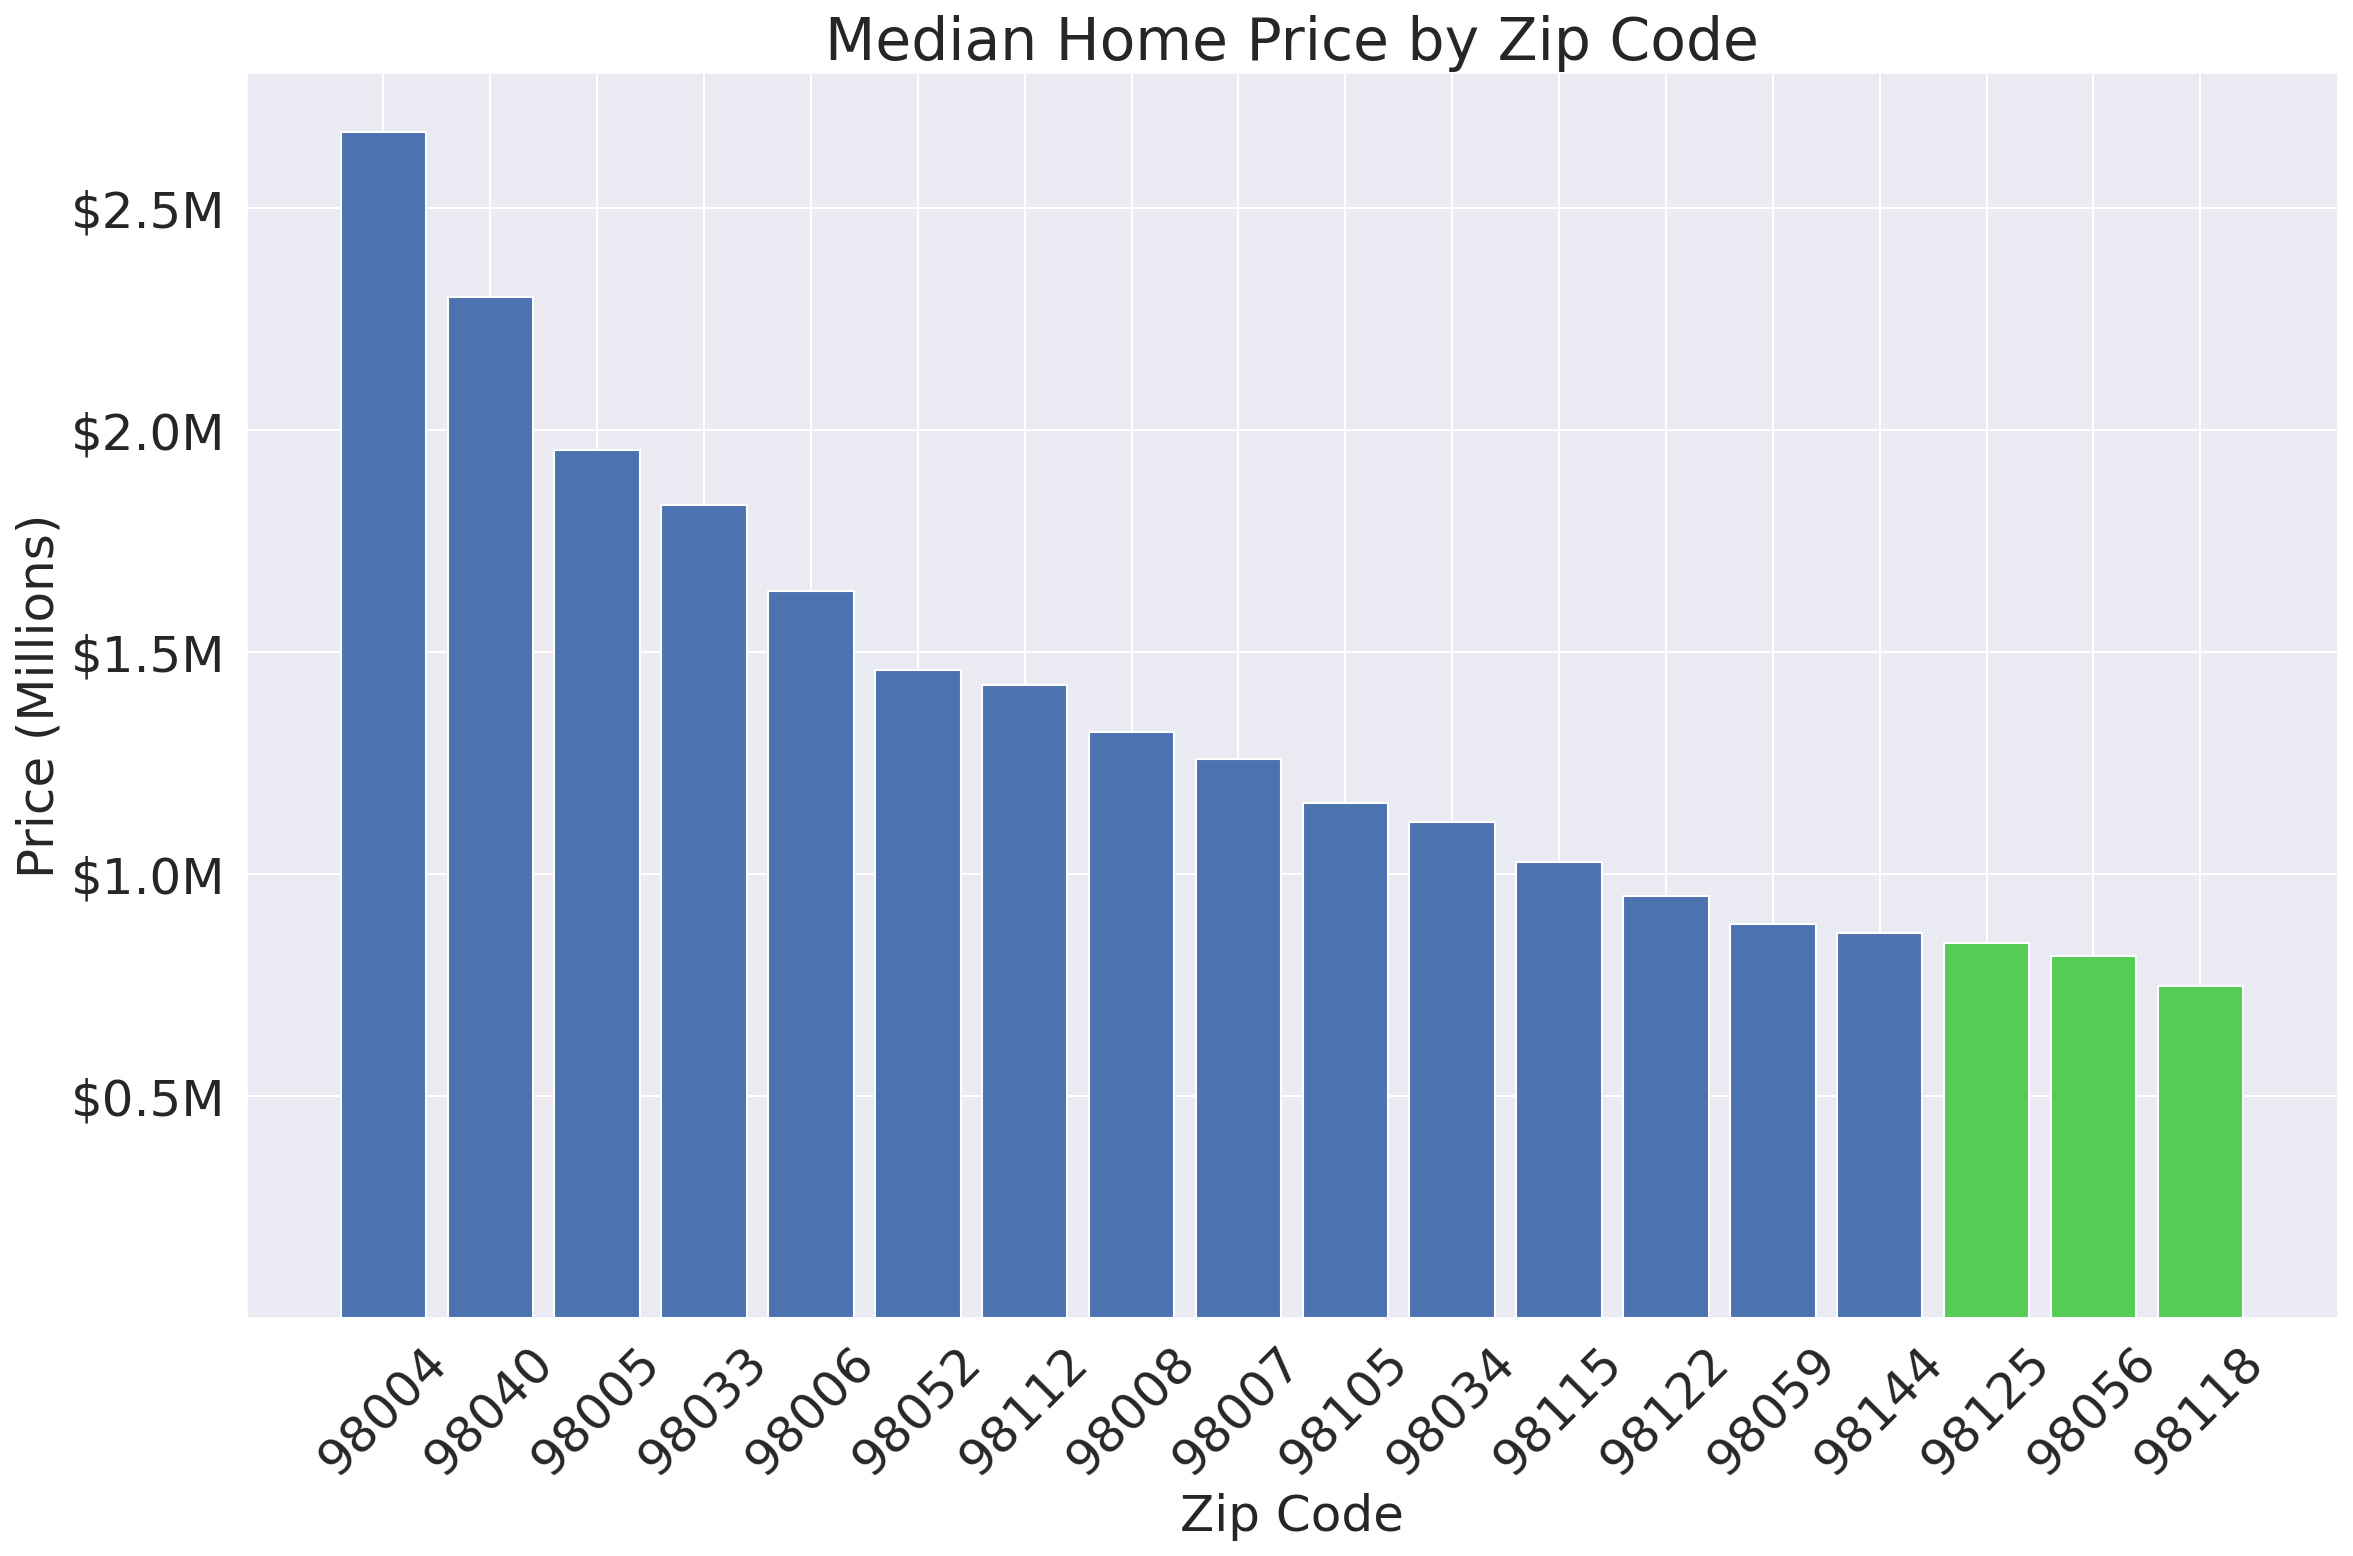 Median Home Price by Zip Code
Price (Millions)
$2.5M
$2.0M
$1.5M
$1.0M
$0.5M
98004
98040
98005
98033
98006
98052
98112
98008
98007
98105
98034
98115
98122
98059
98144
98125
98056
98118
Zip Code